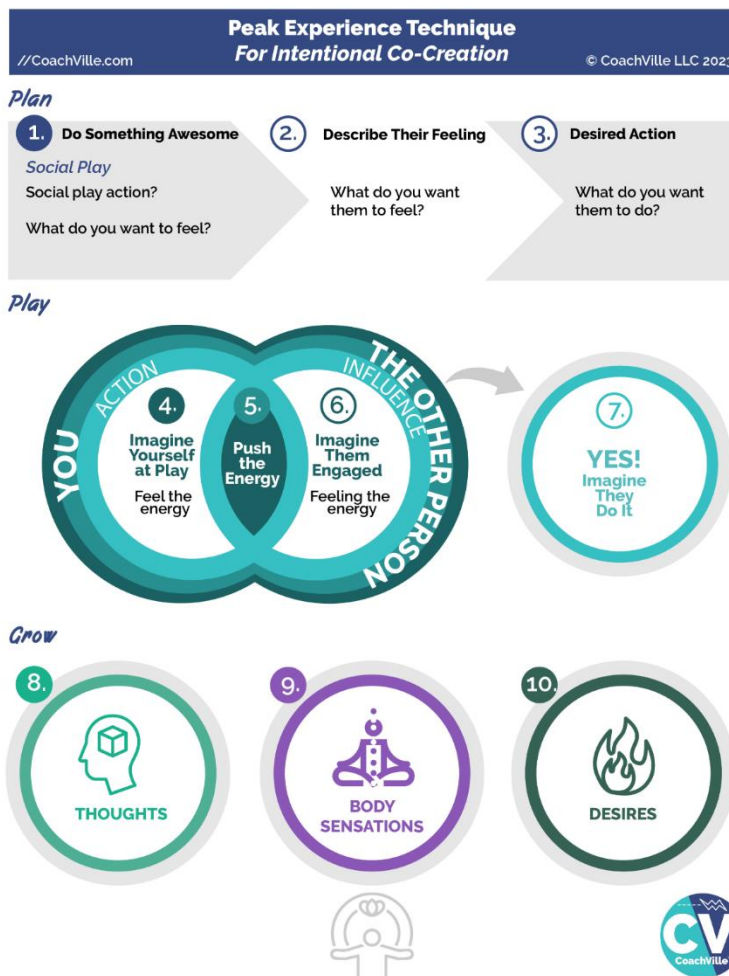 Peak Experience Technique
For Intentional Co-Creation
//CoachVille.com
© CoachVille LLC 2023
Plan
1. Do Something Awesome
Social Play
Social play action?
What do you want to feel?
2. Describe Their Feeling
What do you want
them to feel?
3. Desired Action
What do you want
them to do?
Play
YOU
ACTION
4.
Imagine
Yourself
at Play
Feel the
energy
5.
Push
the
Energy
THE OTHER PERSON
INFLUENCE
6.
Imagine
Them
Engaged
Feeling the
energy
7.
YES!
Imagine
They
Do It
Grow
8.
THOUGHTS
9.
BODY
SENSATIONS
10.
DESIRES
CV
CoachVille